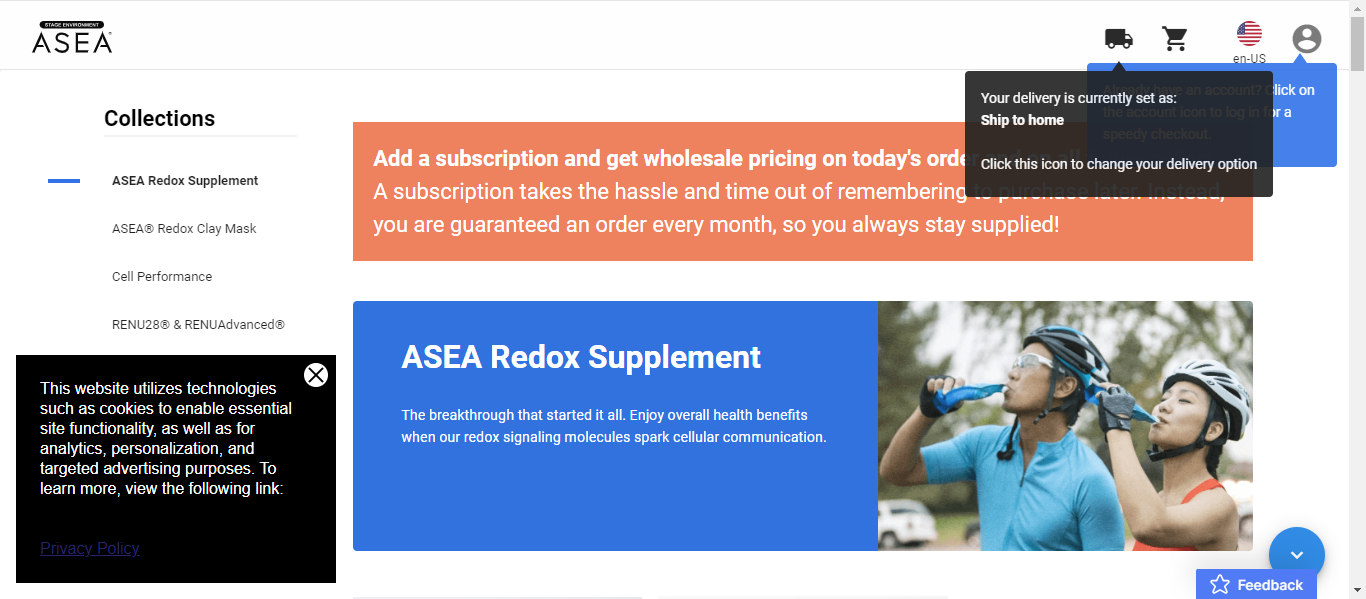 STAGE ENVIRONMENT
ASEA
en-US
Already have an account? Click on
the account icon to log in for a
speedy checkout.
Your delivery is currently set as:
Ship to home
Click this icon to change your delivery option
Collections
ASEA Redox Supplement
ASEA® Redox Clay Mask
Cell Performance
RENU28® & RENUAdvanced®
Add a subscription and get wholesale pricing on today's order
A subscription takes the hassle and time out of remembering to purchase later. Instead,
you are guaranteed an order every month, so you always stay supplied!
ASEA Redox Supplement
The breakthrough that started it all. Enjoy overall health benefits
when our redox signaling molecules spark cellular communication.
This website utilizes technologies
such as cookies to enable essential
site functionality, as well as for
analytics, personalization, and
targeted advertising purposes. To
learn more, view the following link:
Privacy Policy
Feedback